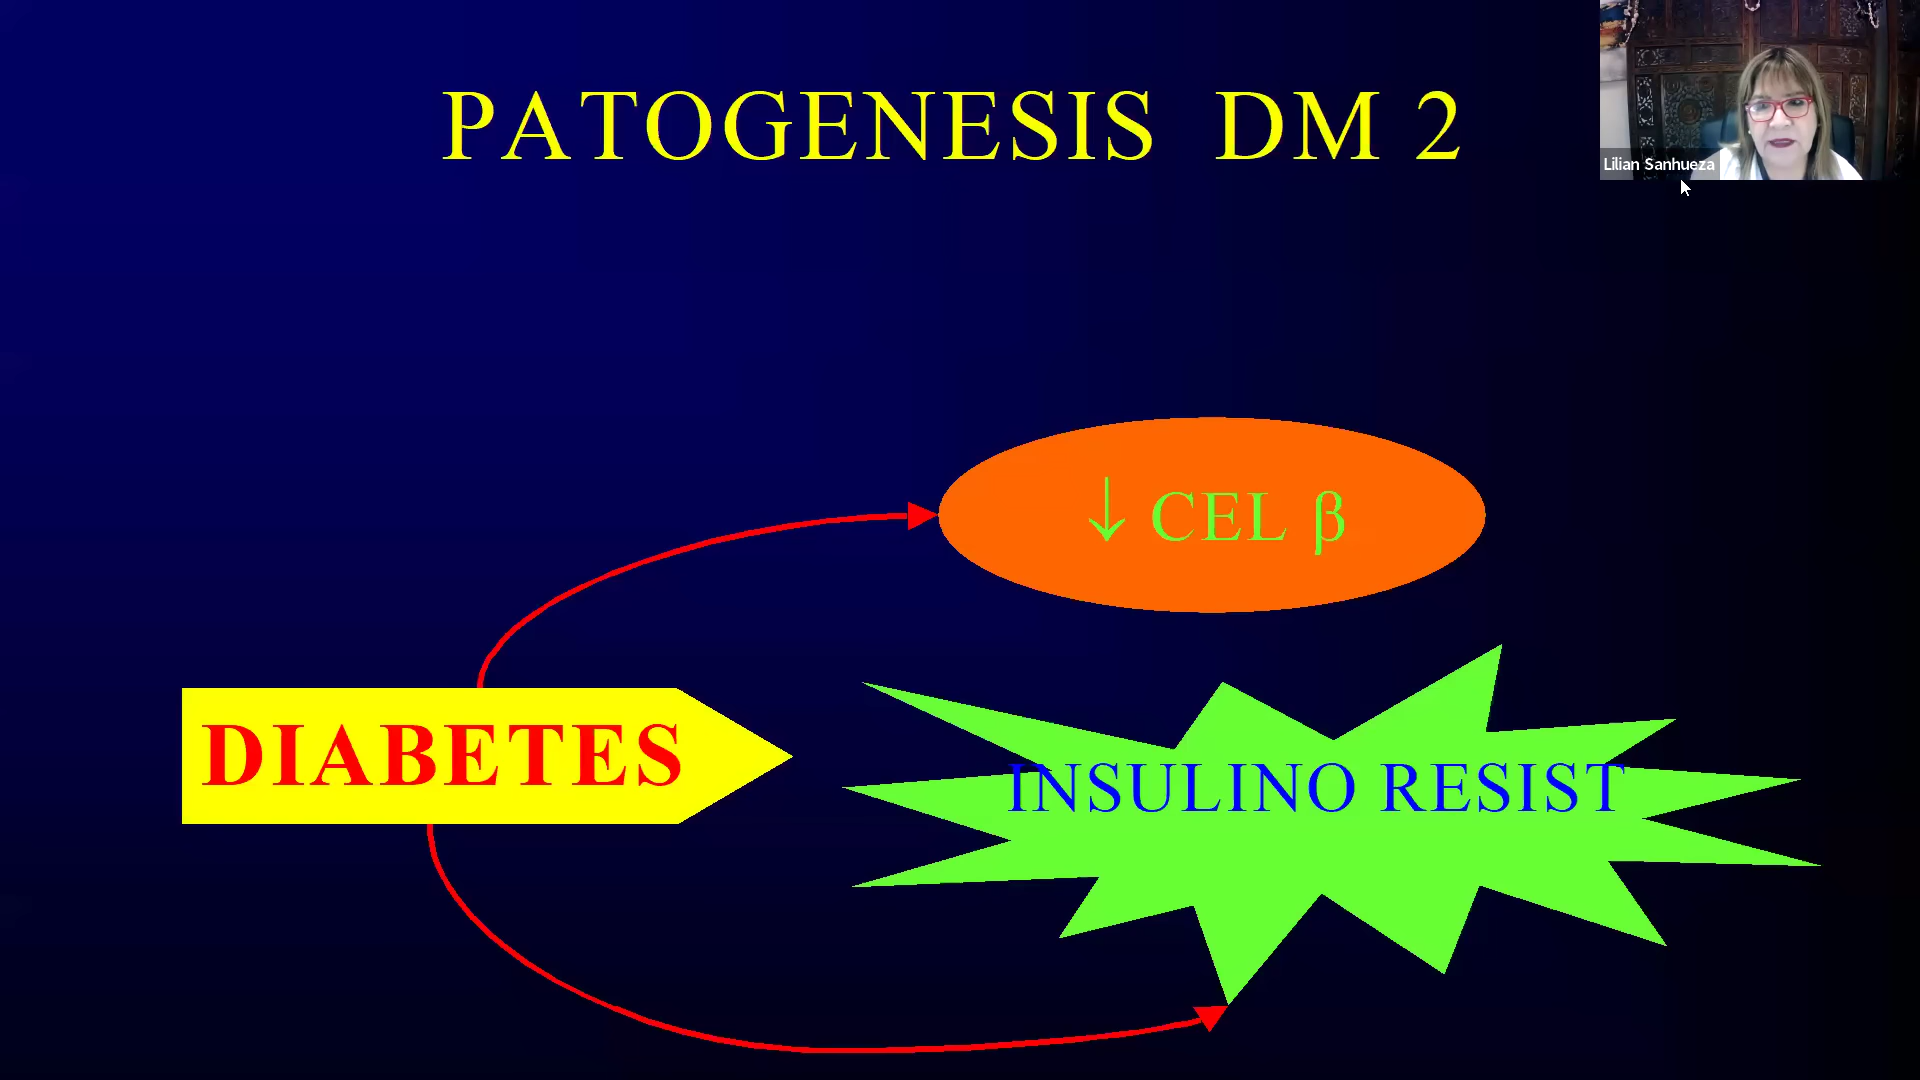 PATOGENESIS DM 2
Lilian Sanhueza
↓ CEL β
DIABETES
INSULINO RESIST